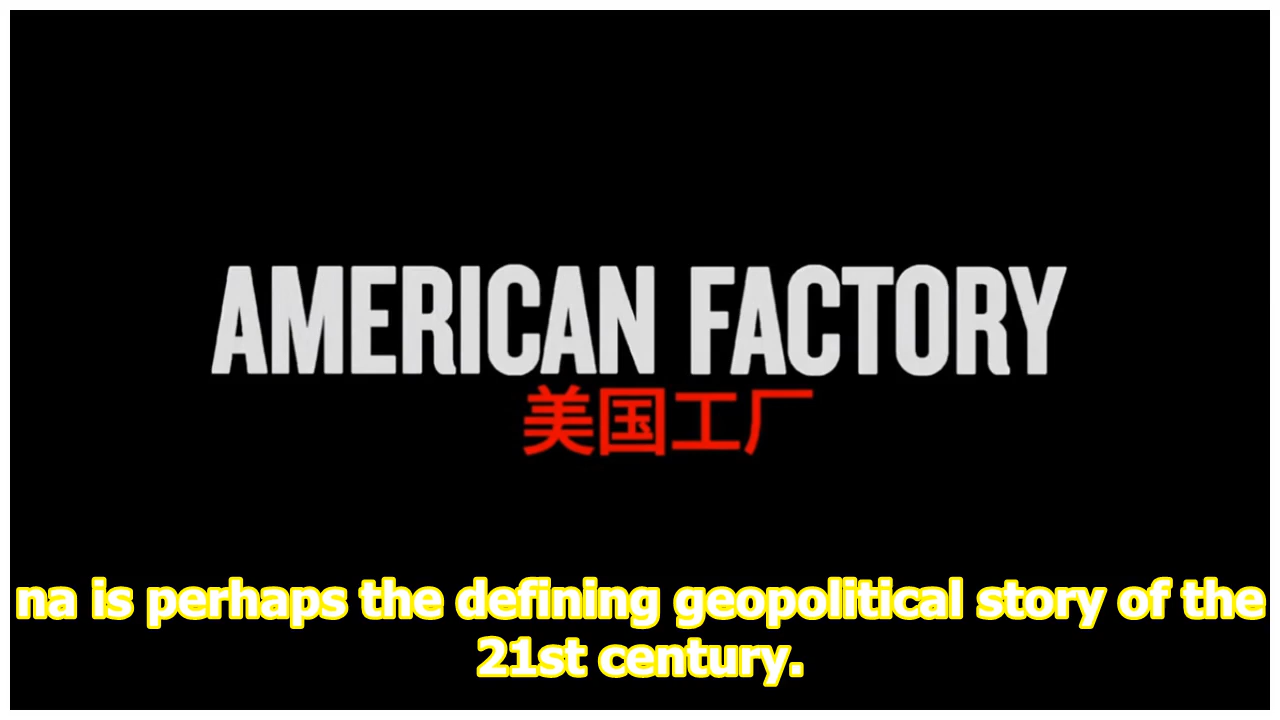 AMERICAN FACTORY
美国工厂
na is perhaps the defining geopolitical story of the
21st century.